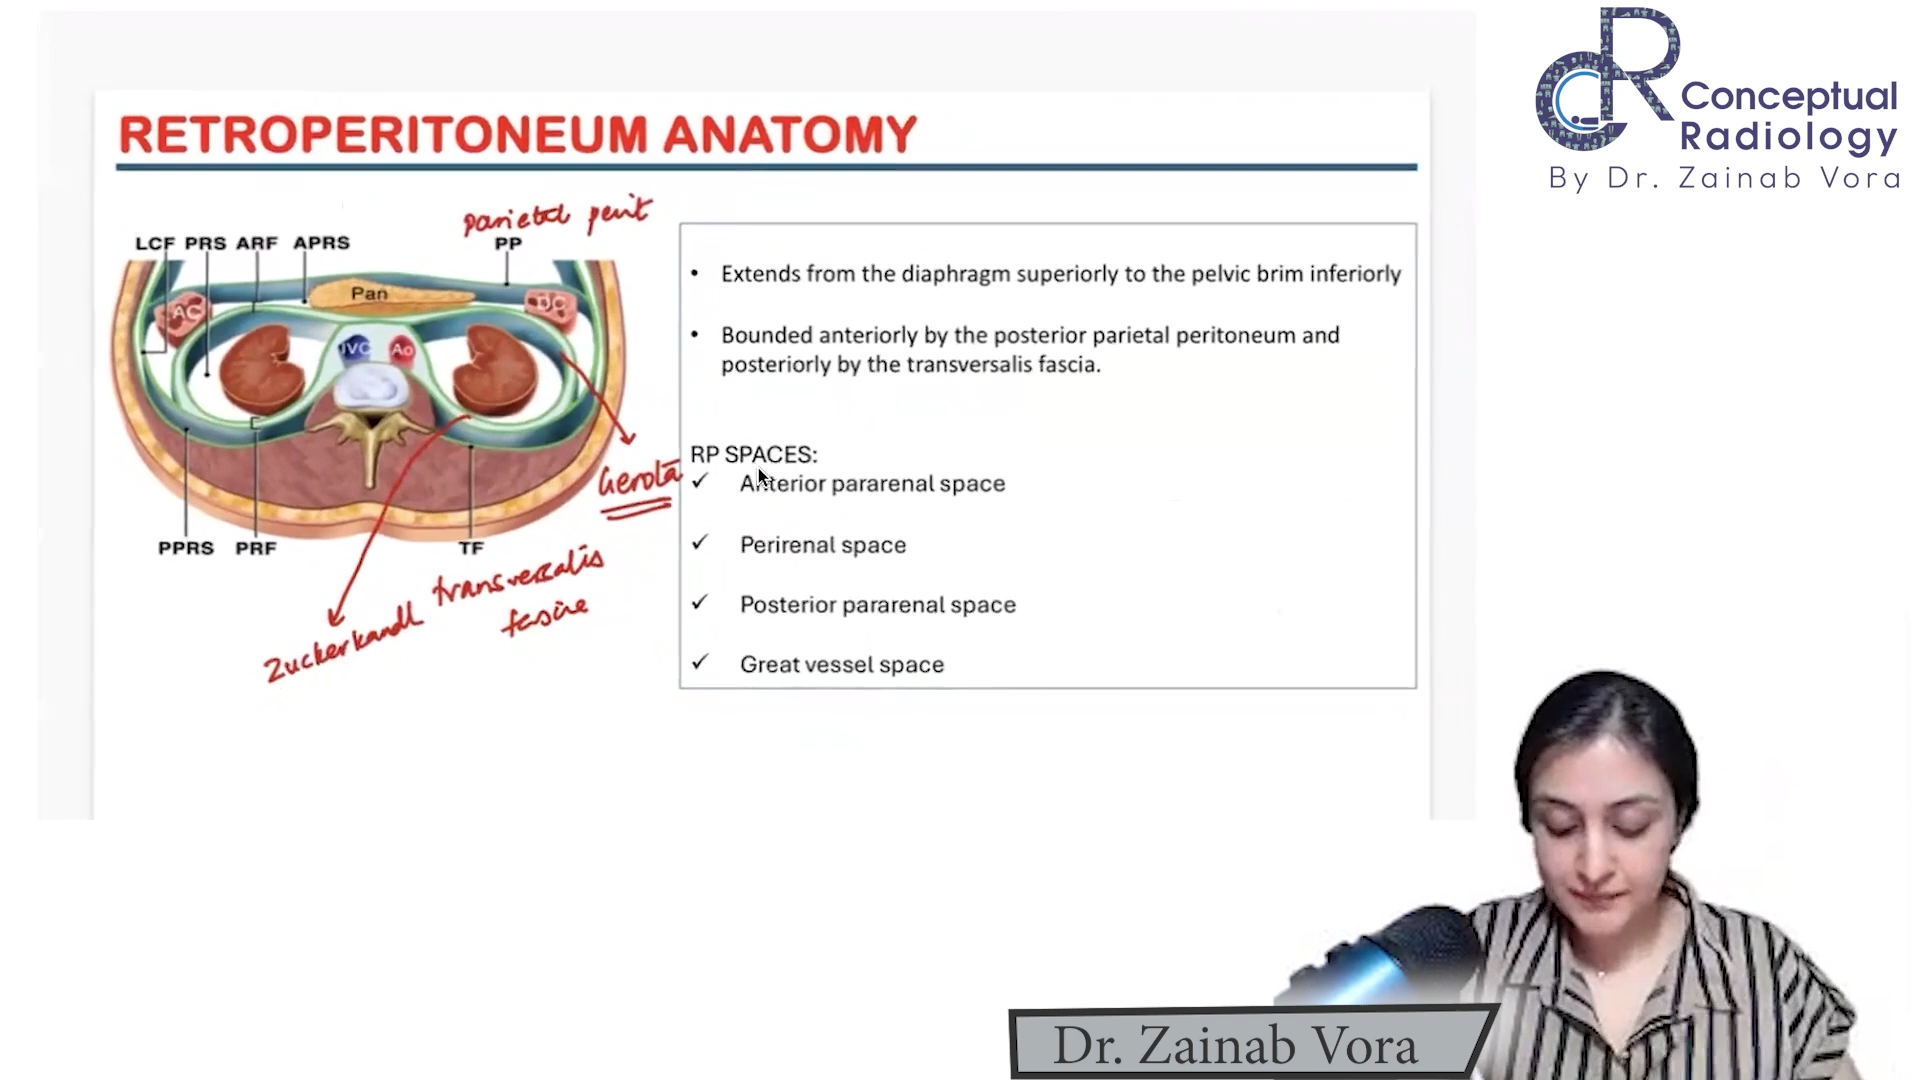 Conceptual
Radiology
By Dr. Zainab Vora
RETROPERITONEUM ANATOMY
parietal perit
LCF PRS ARF APRS PP
Pan
AC DC
IVC Ao
Gerota
PPRS PRF TF
transversalis
Zuckerkandl
• Extends from the diaphragm superiorly to the pelvic brim inferiorly
• Bounded anteriorly by the posterior parietal peritoneum and
posteriorly by the transversalis fascia.
RP SPACES:
✓ Anterior pararenal space
✓ Perirenal space
✓ Posterior pararenal space
✓ Great vessel space
Dr. Zainab Vora